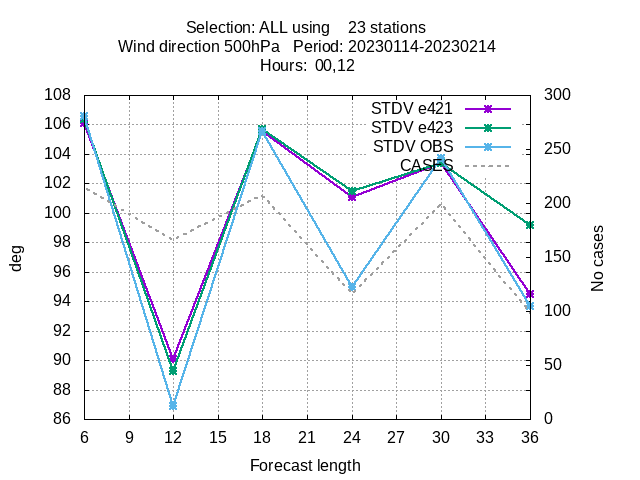 Selection: ALL using 23 stations
Wind direction 500hPa Period: 20230114-20230214
Hours: 00,12
108
106
104
102
100
98
96
94
92
90
88
86
300
250
200
150
100
50
0
STDV e421
STDV e423
STDV OBS
CASES
deg
No cases
6 9 12 15 18 21 24 27 30 33 36
Forecast length